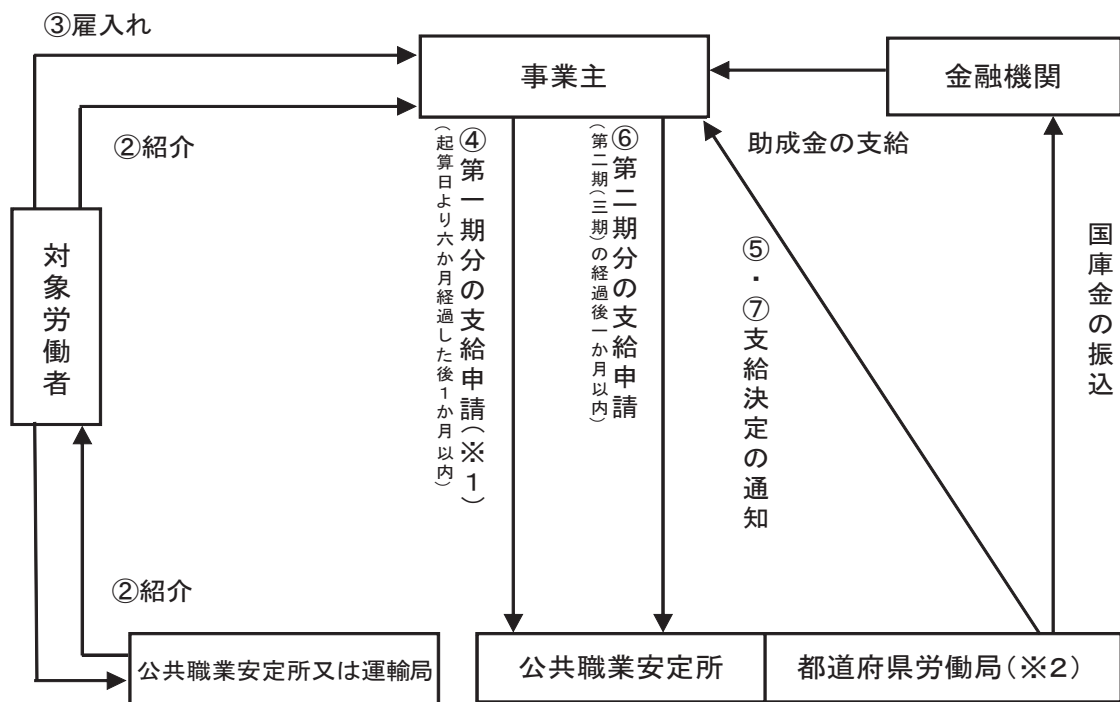 ③雇入れ
事業主
金融機関
②紹介
助成金の支給
対象労働者
④第一期分の支給申請(※1)
(起算日より六か月経過した後1か月以内)
⑥第二期分の支給申請
(第二期(三期)の経過後一か月以内)
⑤・⑦支給決定の通知
国庫金の振込
②紹介
公共職業安定所又は運輸局
公共職業安定所
都道府県労働局(※2)